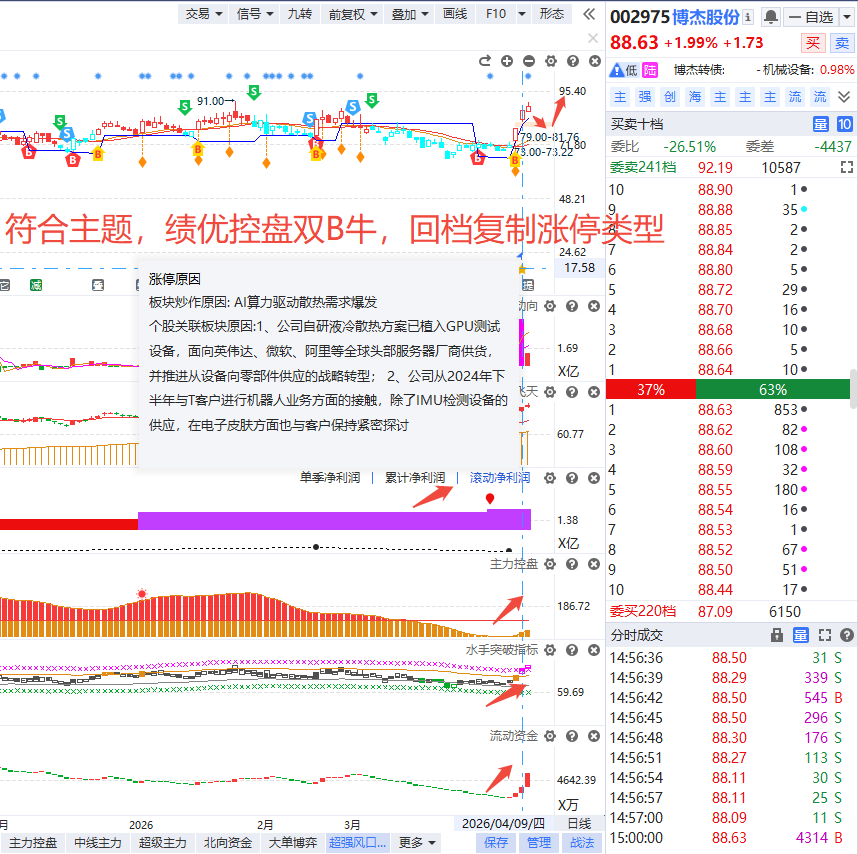 交易 信号 九转 前复权 叠加 画线 F10 形态
002975 博杰股份
自选
88.63 +1.99% +1.73
买 卖
低 陆 博杰转债: - 机械设备: 0.98%
主 强 创 海 主 主 主 流 流
买卖十档 量 10
委比 -26.51% 委差 -4437
委卖241档 92.19 10587
10 88.90 1
9 88.89 35
8 88.85 2
7 88.84 2
6 88.80 5
5 88.72 29
4 88.70 16
3 88.68 10
2 88.66 5
1 88.64 10
37% 63%
1 88.63 853
2 88.62 82
3 88.60 108
4 88.59 32
5 88.55 180
6 88.54 16
7 88.53 1
8 88.52 67
9 88.50 51
10 88.44 17
委买220档 87.09 6150
分时成交 量
14:56:36 88.50 31 S
14:56:39 88.29 339 S
14:56:42 88.50 545 B
14:56:45 88.50 296 S
14:56:48 88.30 176 S
14:56:51 88.27 113 S
14:56:54 88.11 30 S
14:56:57 88.11 25 S
14:57:00 88.09 11 S
15:00:00 88.63 4314 B
91.00
95.40
79.00-81.76
71.80
73.00-73.22
48.21
符合主题，绩优控盘双B牛，回档复制涨停类型
24.62
17.58
减
涨停原因
板块炒作原因: AI算力驱动散热需求爆发
个股关联板块原因:1、公司自研液冷散热方案已植入GPU测试
设备，面向英伟达、微软、阿里等全球头部服务器厂商供货，
并推进从设备向零部件供应的战略转型； 2、公司从2024年下
半年与T客户进行机器人业务方面的接触，除了IMU检测设备的
供应，在电子皮肤方面也与客户保持紧密探讨
动向
1.69
X亿
飞天
60.77
单季净利润 累计净利润 滚动净利润
1.38
X亿
主力控盘
186.72
水手突破指标
59.69
流动资金
4642.39
X万
月 2026 2月 3月 2026/04/09/四 日线
主力控盘 中线主力 超级主力 北向资金 大单博弈 超强风口... 更多 保存 管理 战法